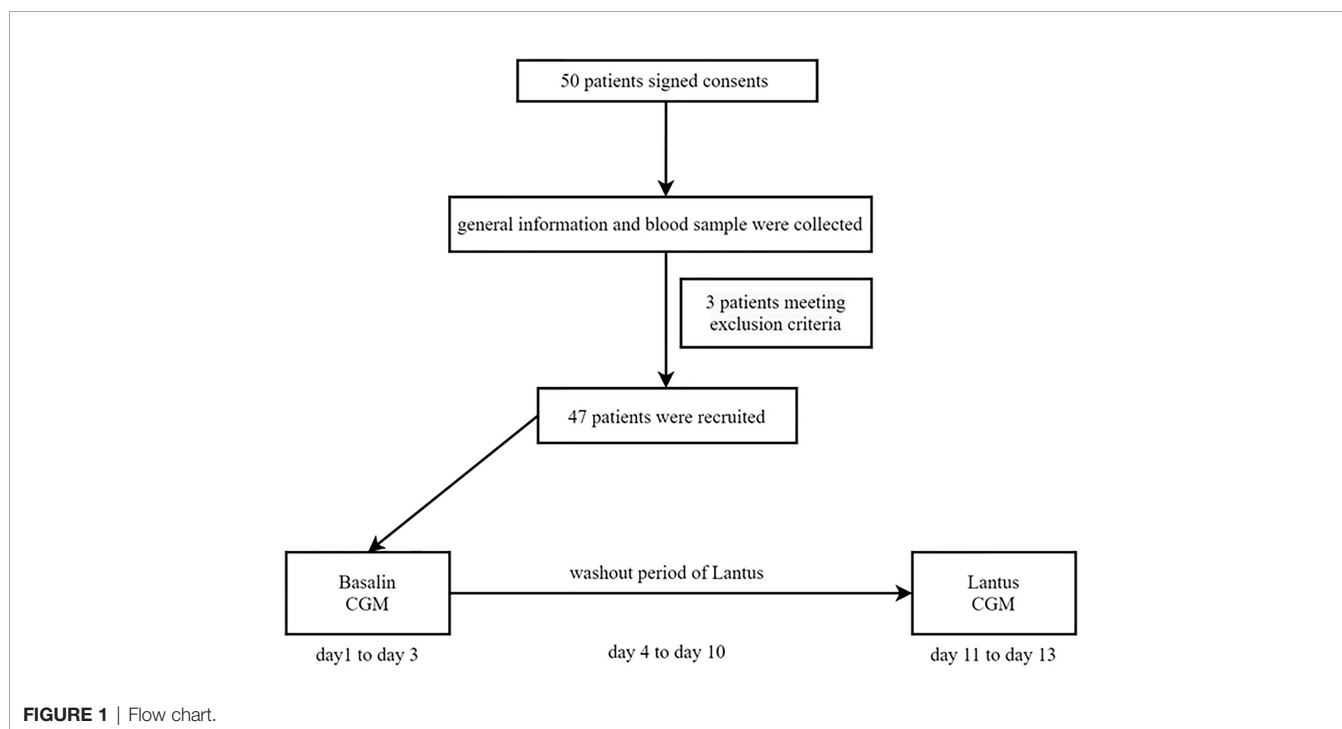 50 patients signed consents
general information and blood sample were collected
3 patients meeting
exclusion criteria
47 patients were recruited
Basalin
CGM
washout period of Lantus
Lantus
CGM
day1 to day 3
day 4 to day 10
day 11 to day 13
FIGURE 1 | Flow chart.